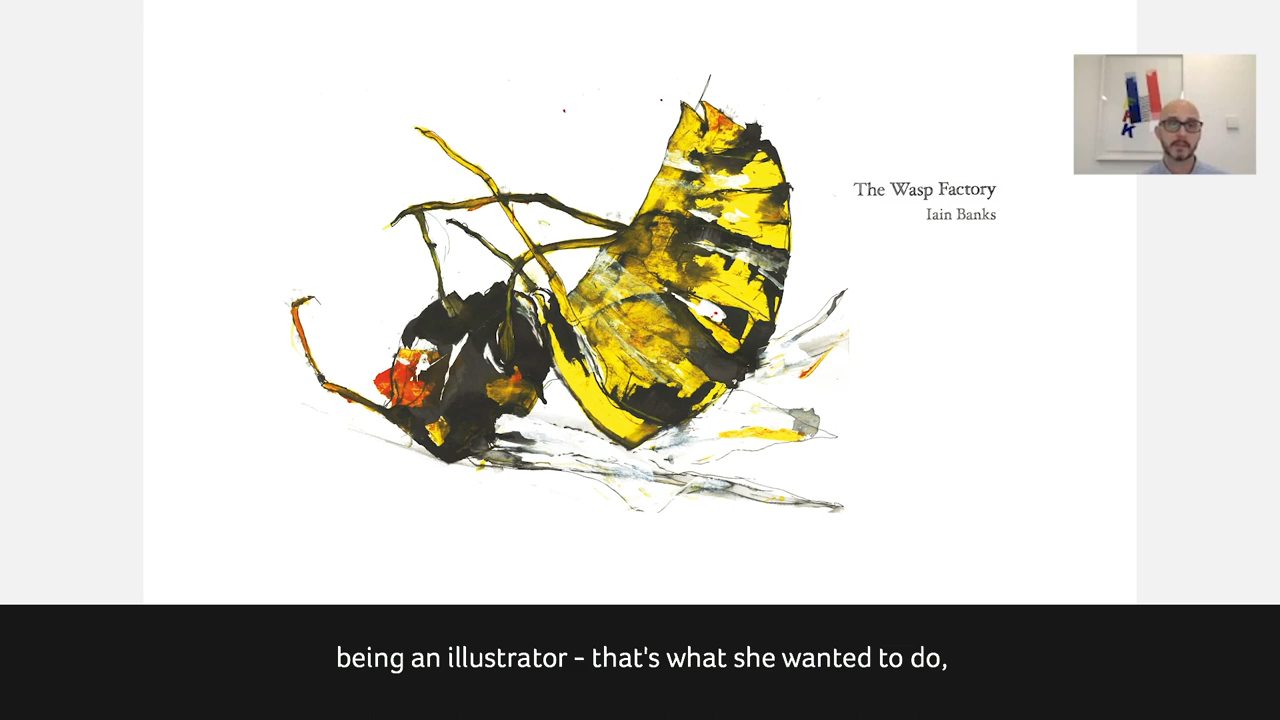 The Wasp Factory
Iain Banks
being an illustrator - that's what she wanted to do,